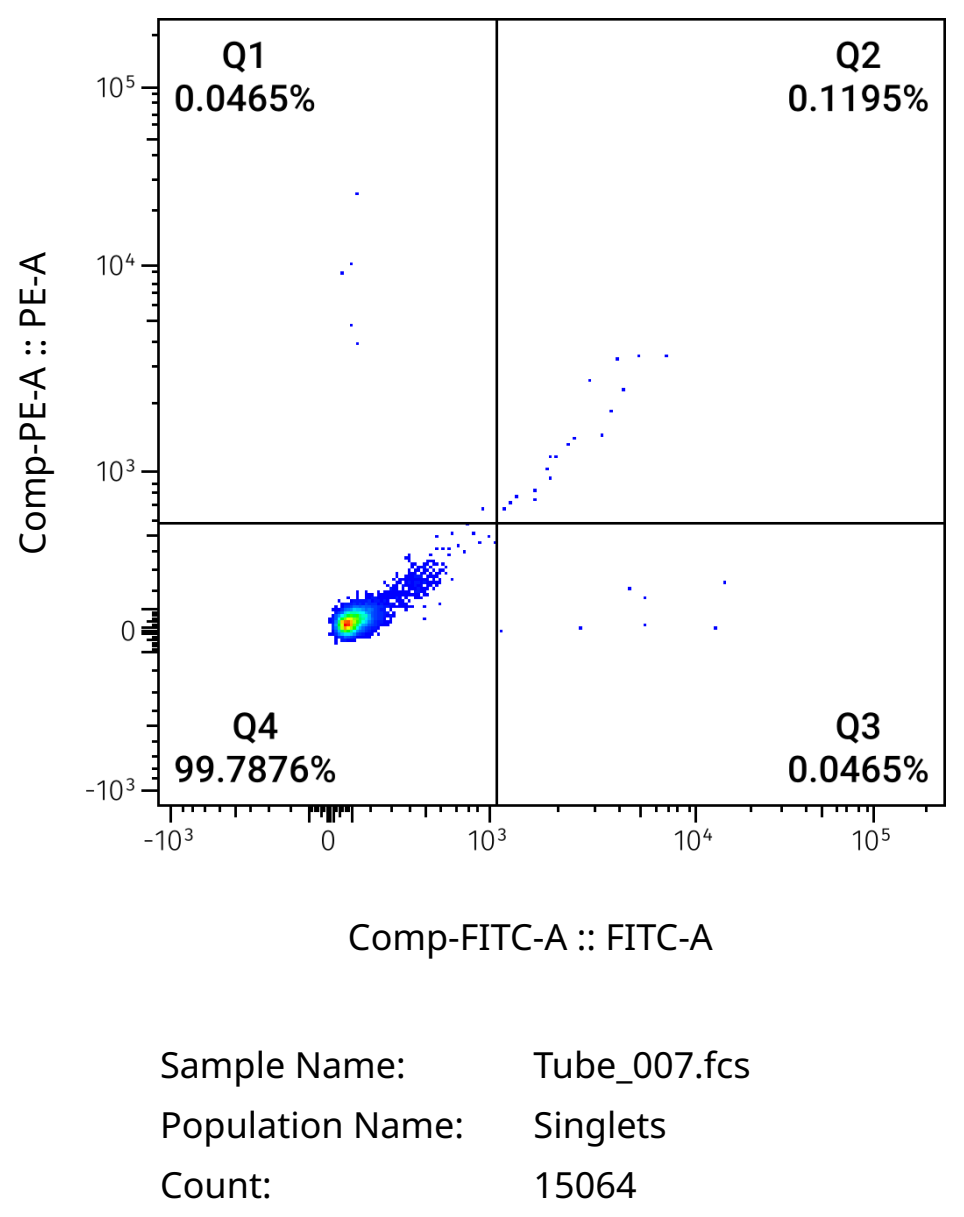 Q1
0.0465%
Q2
0.1195%
10⁵
10⁴
10³
0
-10³
Comp-PE-A :: PE-A
Q4
99.7876%
Q3
0.0465%
-10³
0
10³
10⁴
10⁵
Comp-FITC-A :: FITC-A
Sample Name: Tube_007.fcs
Population Name: Singlets
Count: 15064